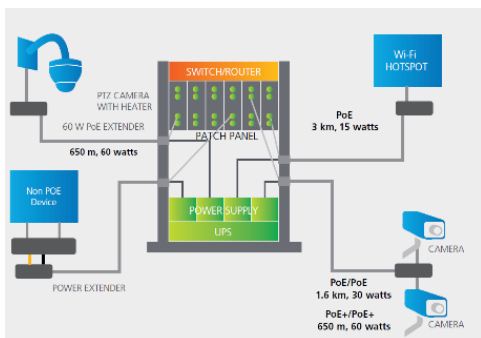 SWITCH/ROUTER
PTZ CAMERA
WITH HEATER
60 W PoE EXTENDER
650 m, 60 watts
PATCH PANEL
Wi-Fi
HOTSPOT
PoE
3 km, 15 watts
Non POE
Device
POWER EXTENDER
POWER SUPPLY
UPS
CAMERA
PoE/PoE
1.6 km, 30 watts
PoE+/PoE+
650 m, 60 watts
CAMERA